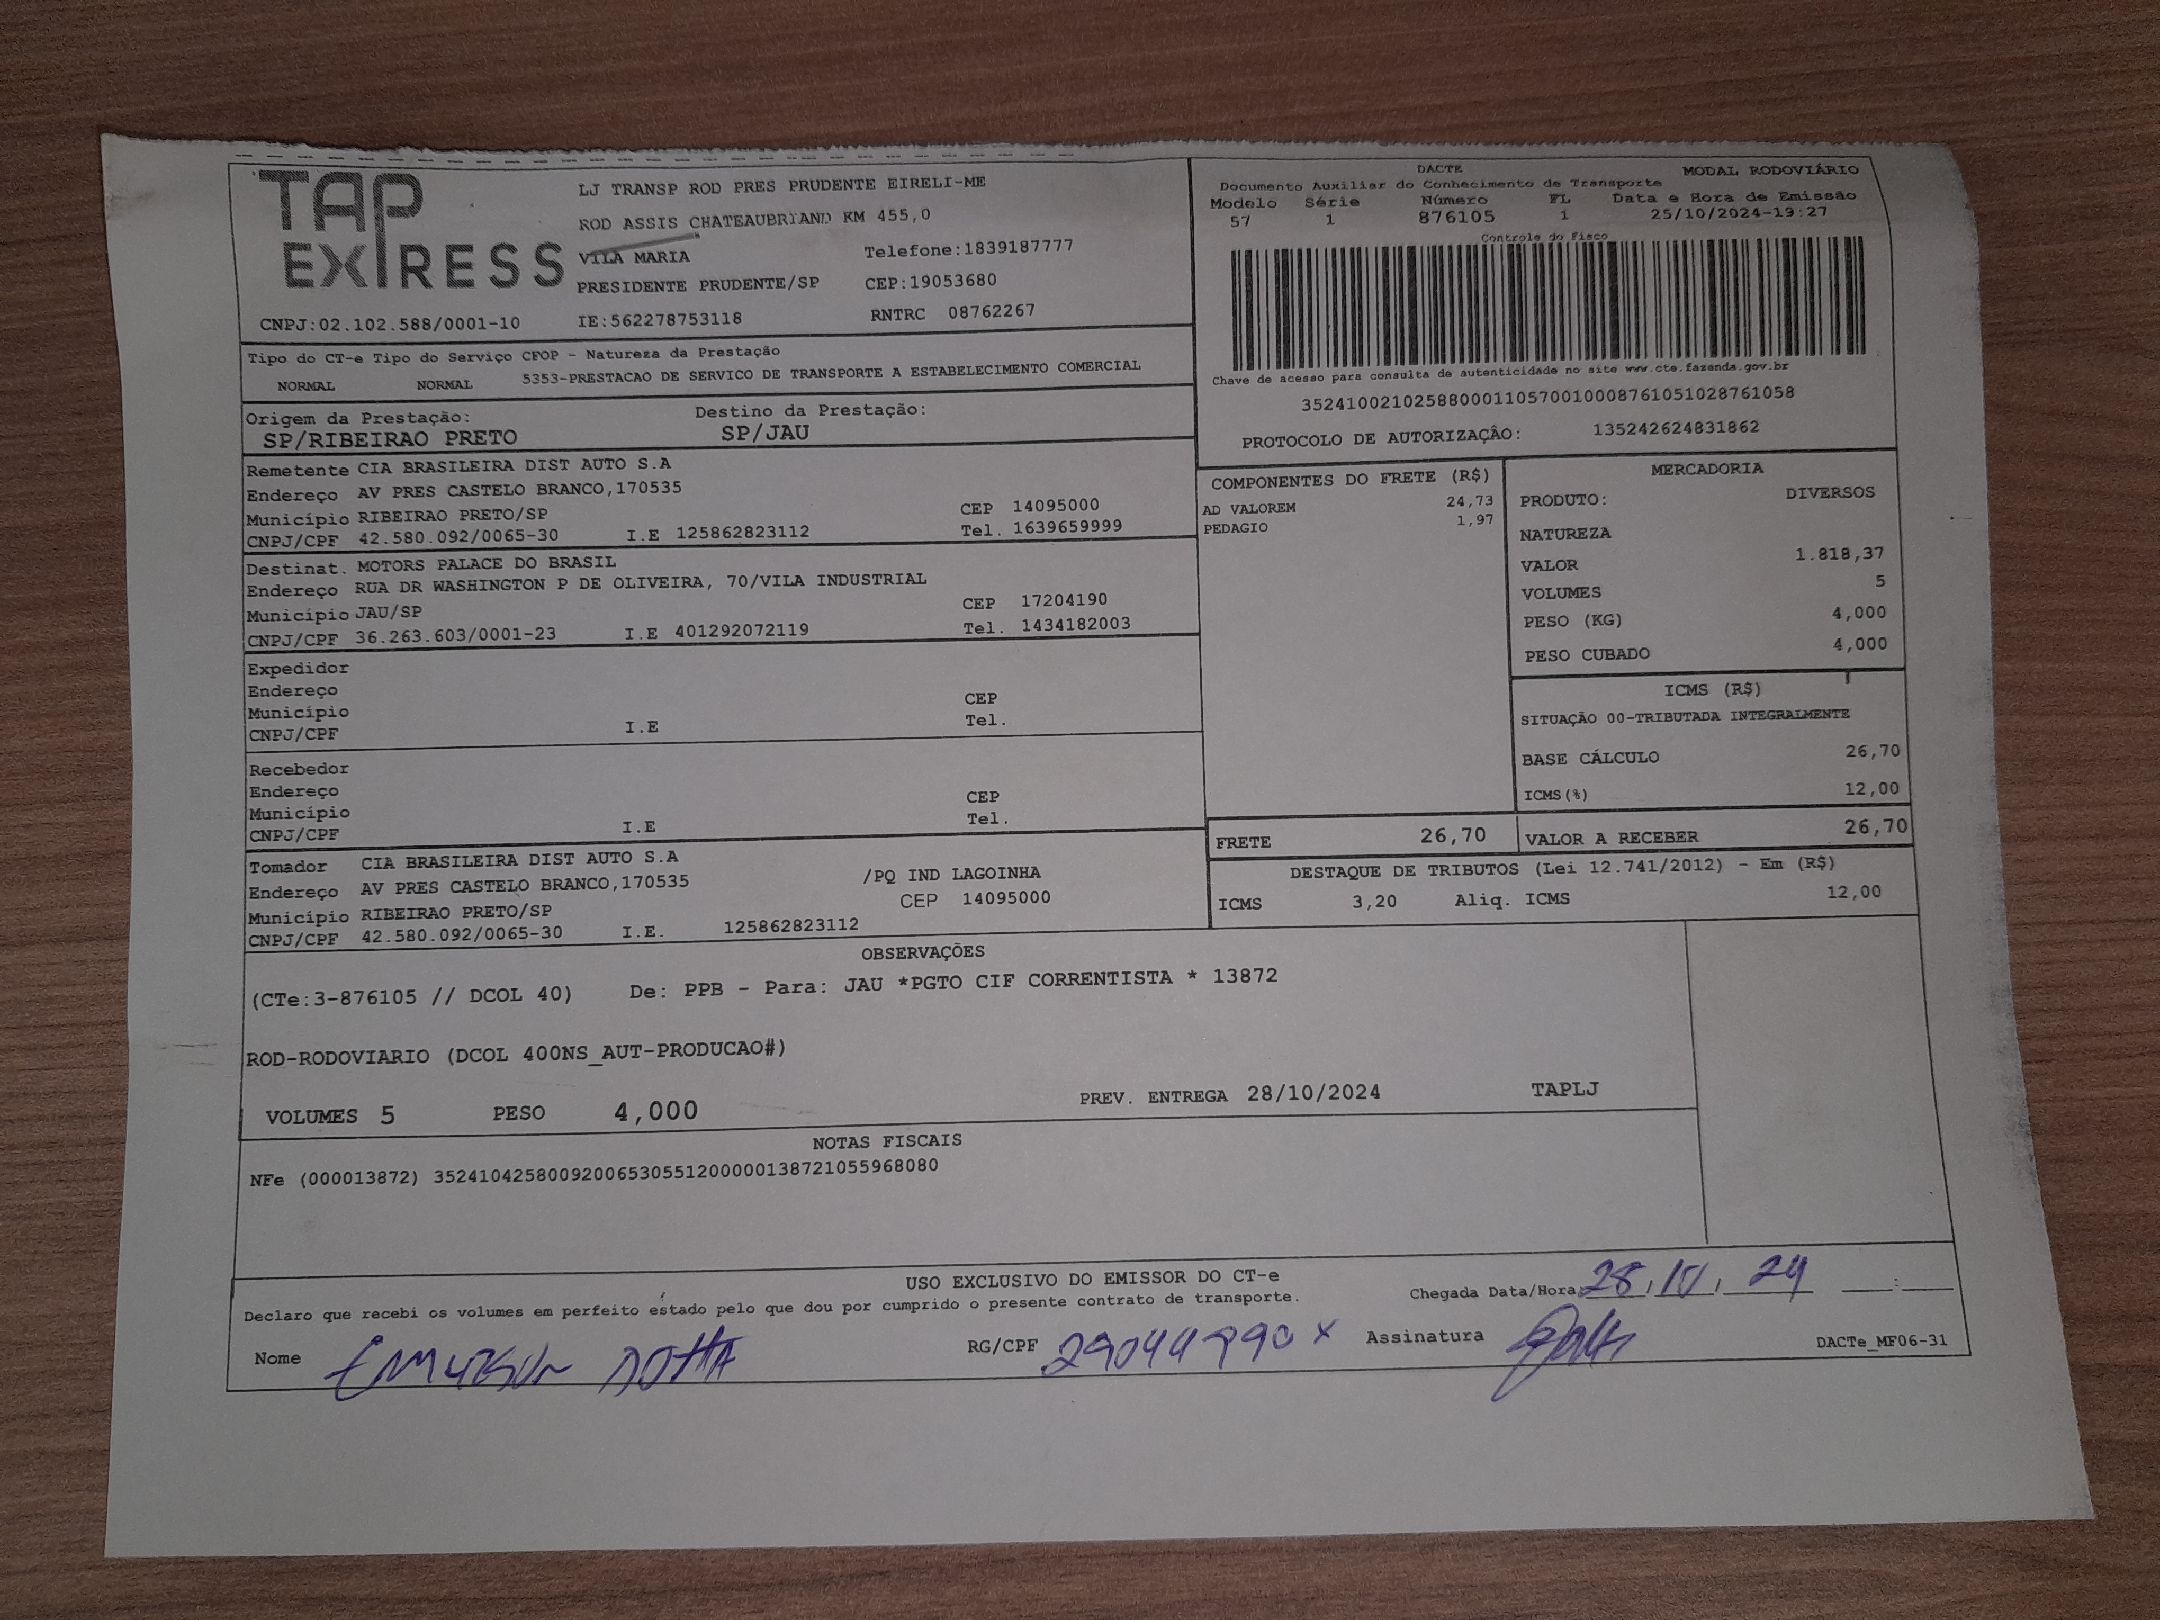 TAP
EXPRESS
LJ TRANSP ROD PRES PRUDENTE EIRELI-ME
ROD ASSIS CHATEAUBRIAND KM 455,0
VILA MARIA Telefone:1839187777
PRESIDENTE PRUDENTE/SP CEP:19053680
CNPJ:02.102.588/0001-10 IE:562278753118 RNTRC 08762267
DACTE MODAL RODOVIÁRIO
Documento Auxiliar do Conhecimento de Transporte
Modelo Série Número FL Data e Hora de Emissão
57 1 876105 1 25/10/2024-19:27
Controle do Fisco
Chave de acesso para consulta de autenticidade no site www.cte.fazenda.gov.br
35241002102588000110570010008761051028761058
PROTOCOLO DE AUTORIZAÇÂO: 135242624831862
Tipo do CT-e Tipo do Serviço CFOP - Natureza da Prestação
NORMAL NORMAL 5353-PRESTACAO DE SERVICO DE TRANSPORTE A ESTABELECIMENTO COMERCIAL
Origem da Prestação: Destino da Prestação:
SP/RIBEIRAO PRETO SP/JAU
Remetente CIA BRASILEIRA DIST AUTO S.A
Endereço AV PRES CASTELO BRANCO,170535
Município RIBEIRAO PRETO/SP CEP 14095000
CNPJ/CPF 42.580.092/0065-30 I.E 125862823112 Tel. 1639659999
Destinat. MOTORS PALACE DO BRASIL
Endereço RUA DR WASHINGTON P DE OLIVEIRA, 70/VILA INDUSTRIAL
Município JAU/SP CEP 17204190
CNPJ/CPF 36.263.603/0001-23 I.E 401292072119 Tel. 1434182003
Expedidor
Endereço
Município CEP
CNPJ/CPF I.E Tel.
Recebedor
Endereço
Município CEP
CNPJ/CPF I.E Tel.
Tomador CIA BRASILEIRA DIST AUTO S.A
Endereço AV PRES CASTELO BRANCO,170535 /PQ IND LAGOINHA
Município RIBEIRAO PRETO/SP CEP 14095000
CNPJ/CPF 42.580.092/0065-30 I.E. 125862823112
COMPONENTES DO FRETE (R$)
AD VALOREM 24,73
PEDAGIO 1,97
MERCADORIA
PRODUTO: DIVERSOS
NATUREZA
VALOR 1.818,37
VOLUMES 5
PESO (KG) 4,000
PESO CUBADO 4,000
ICMS (R$)
SITUAÇÃO 00-TRIBUTADA INTEGRALMENTE
BASE CÁLCULO 26,70
ICMS(%) 12,00
FRETE 26,70 VALOR A RECEBER 26,70
DESTAQUE DE TRIBUTOS (Lei 12.741/2012) - Em (R$)
ICMS 3,20 Aliq. ICMS 12,00
OBSERVAÇÕES
(CTe:3-876105 // DCOL 40) De: PPB - Para: JAU *PGTO CIF CORRENTISTA * 13872
ROD-RODOVIARIO (DCOL 400NS_AUT-PRODUCAO#)
VOLUMES 5 PESO 4,000 PREV. ENTREGA 28/10/2024 TAPLJ
NOTAS FISCAIS
NFe (000013872) 35241042580092006530551200000138721055968080
USO EXCLUSIVO DO EMISSOR DO CT-e
Declaro que recebi os volumes em perfeito estado pelo que dou por cumprido o presente contrato de transporte. Chegada Data/Hora 28,10,24 :
Nome EMERSON DOTTA RG/CPF 29044990 X Assinatura DACTe_MF06-31